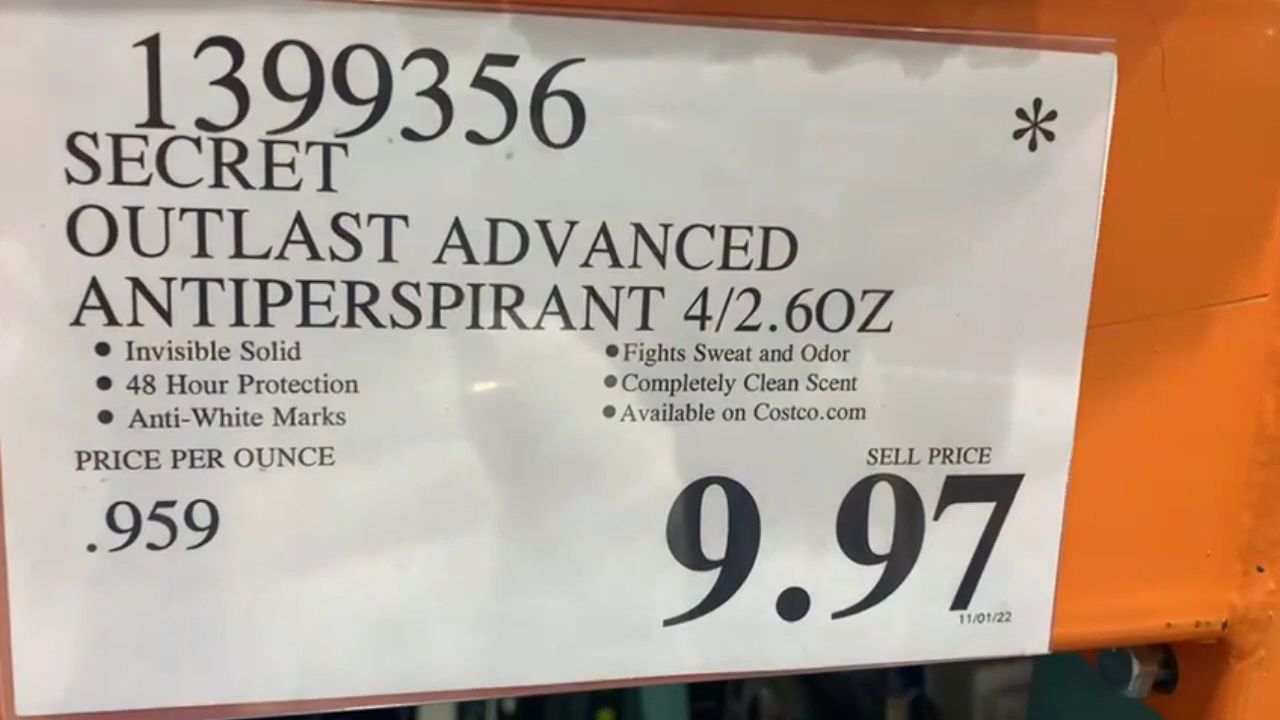 1399356
*
SECRET
OUTLAST ADVANCED
ANTIPERSPIRANT 4/2.6OZ
● Invisible Solid
● 48 Hour Protection
● Anti-White Marks
● Fights Sweat and Odor
● Completely Clean Scent
● Available on Costco.com
PRICE PER OUNCE
.959
SELL PRICE
9.97
11/01/22